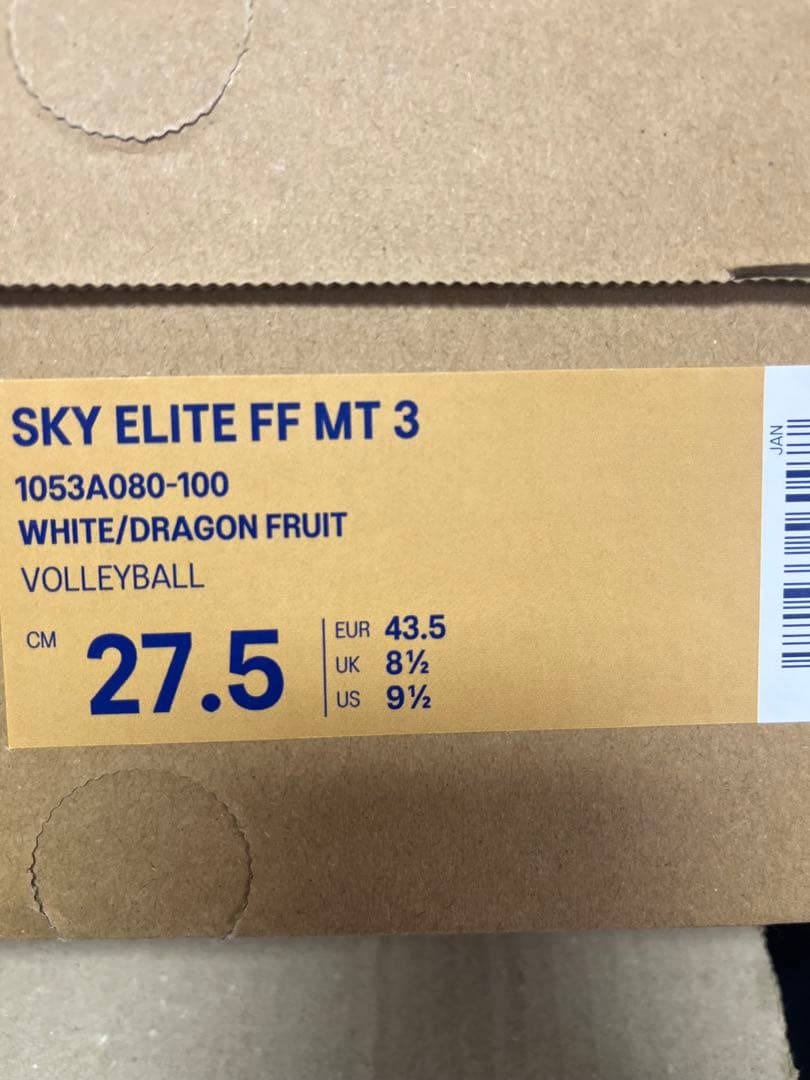 SKY ELITE FF MT 3
1053A080-100
WHITE/DRAGON FRUIT
VOLLEYBALL
CM 27.5
EUR 43.5
UK 8½
US 9½
JAN